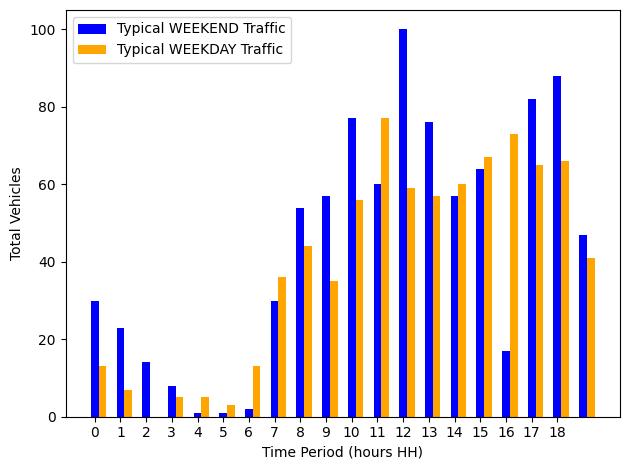 Typical WEEKEND Traffic
Typical WEEKDAY Traffic
100
80
60
40
20
0
Total Vehicles
0 1 2 3 4 5 6 7 8 9 10 11 12 13 14 15 16 17 18
Time Period (hours HH)